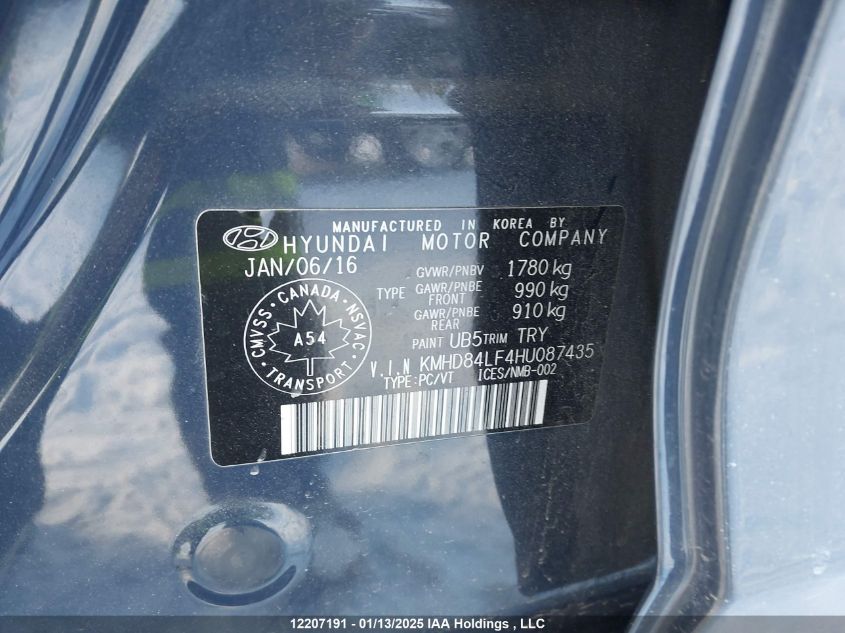 MANUFACTURED IN KOREA BY
HYUNDAI MOTOR COMPANY
JAN/06/16
GVWR/PNBV 1780 kg
TYPE GAWR/PNBE FRONT 990 kg
GAWR/PNBE REAR 910 kg
PAINT UB5 TRIM TRY
V.I.N KMHD84LF4HU087435
TYPE:PC/VT ICES/NMB-002
CMVSS · CANADA · NSVAC
A54
TRANSPORT
12207191 - 01/13/2025 IAA Holdings , LLC